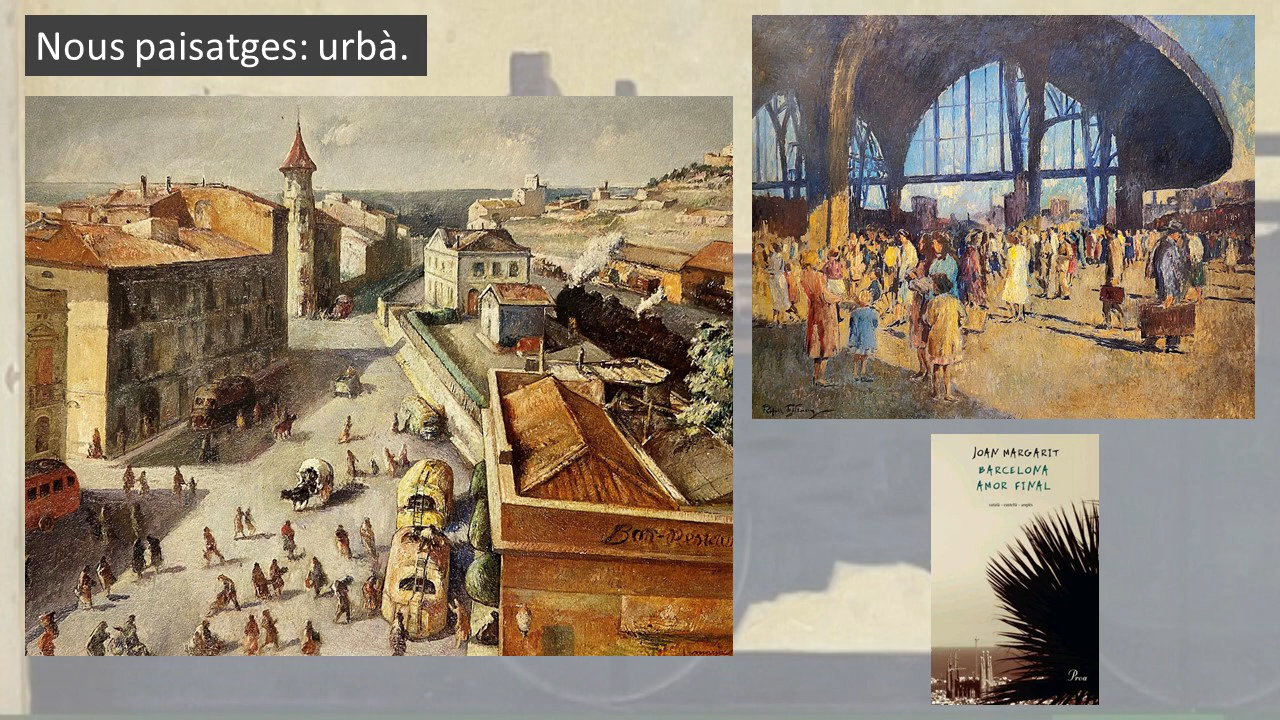 Nous paisatges: urbà.
Bar-Restau
JOAN MARGARIT
BARCELONA
AMOR FINAL
català - castellà - anglès
Proa